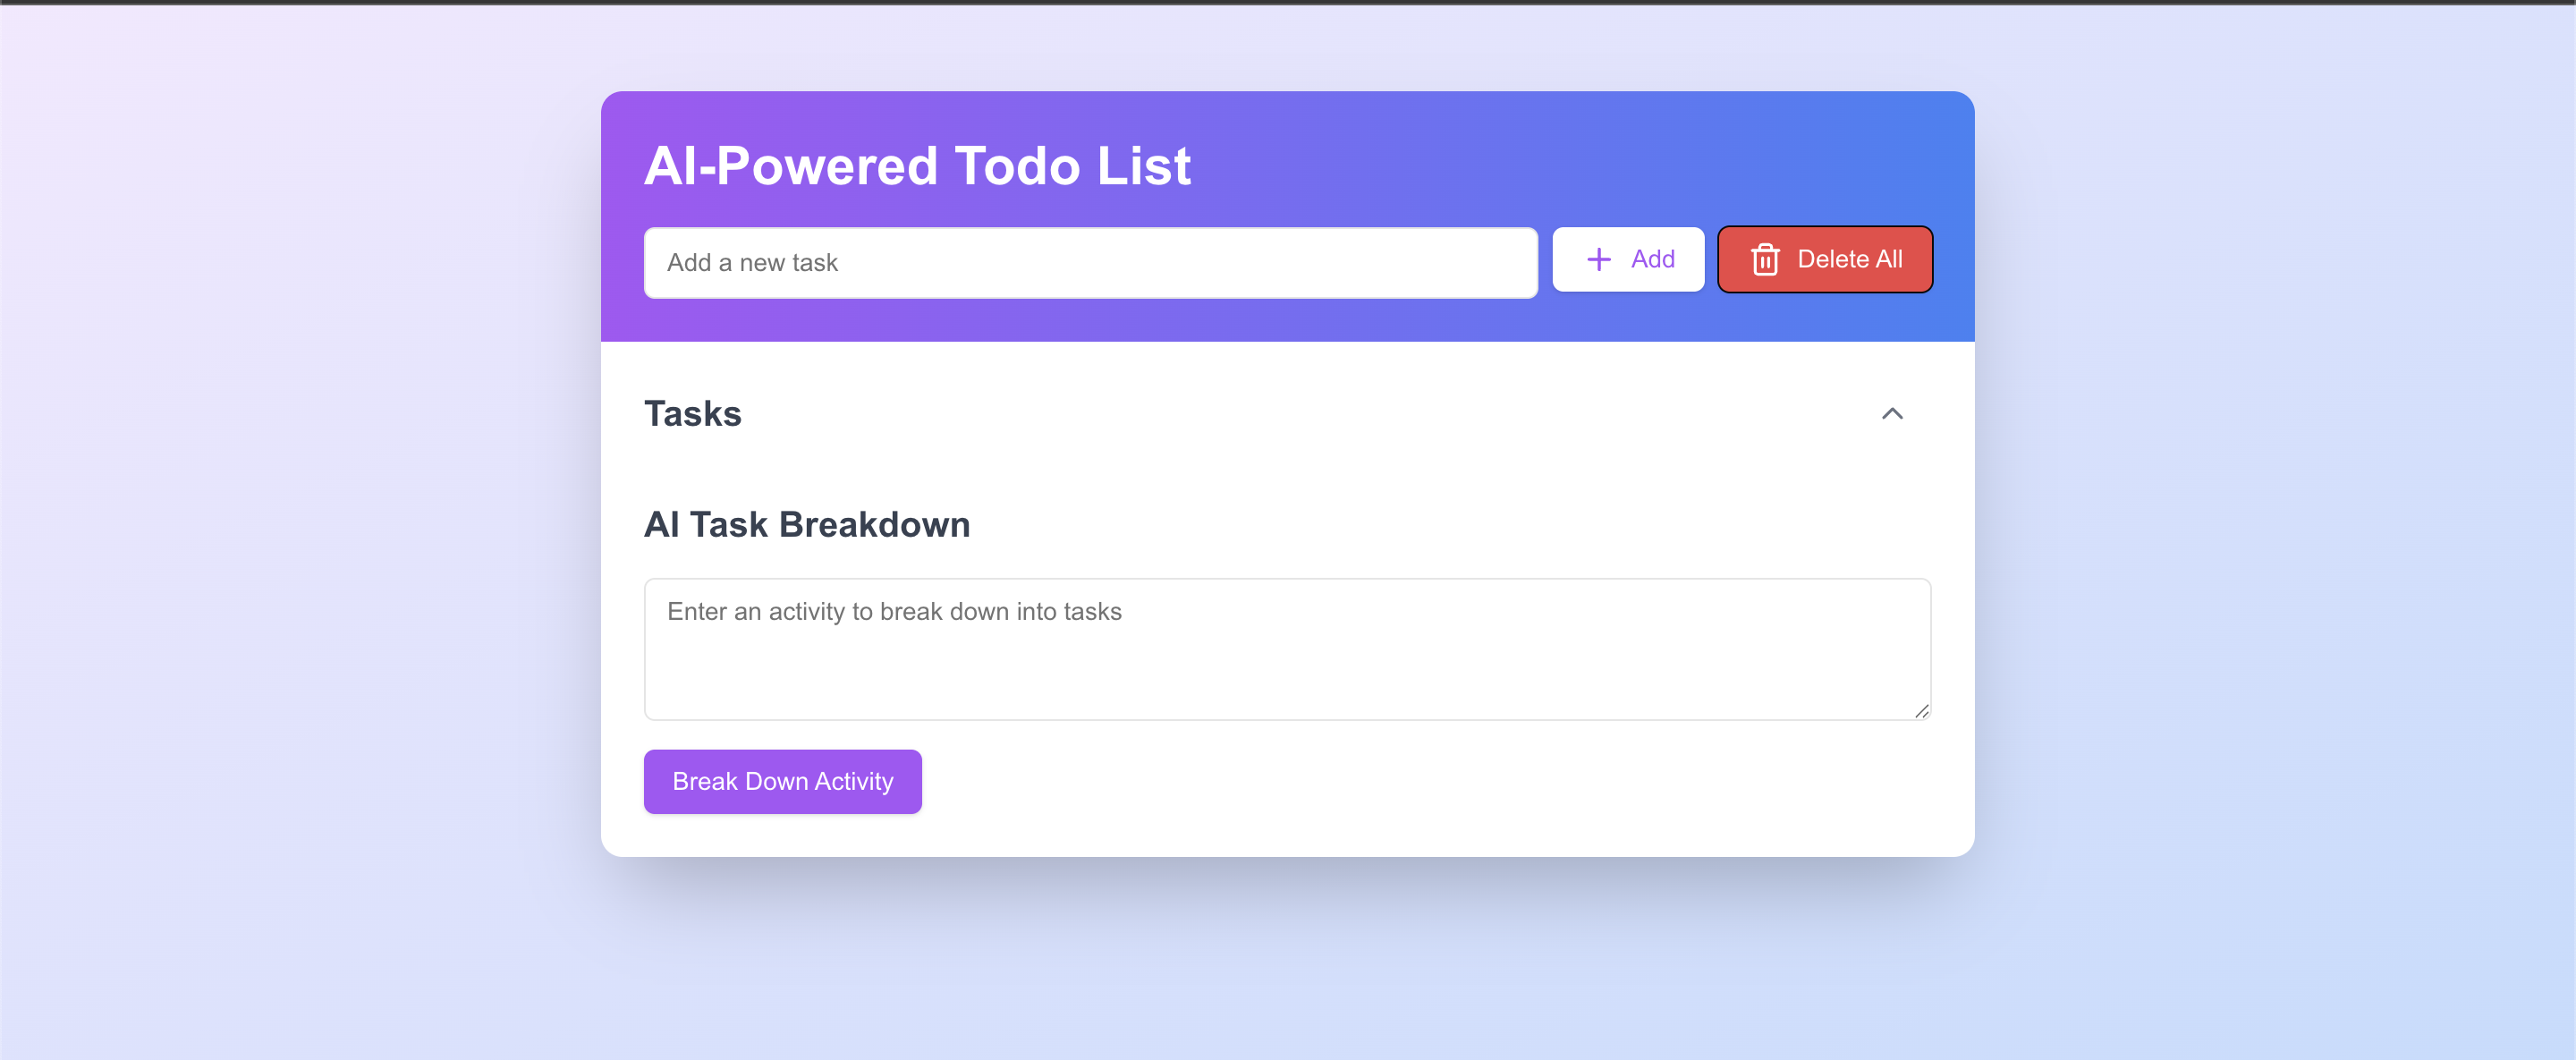 AI-Powered Todo List
Add a new task
Add
Delete All
Tasks
AI Task Breakdown
Enter an activity to break down into tasks
Break Down Activity